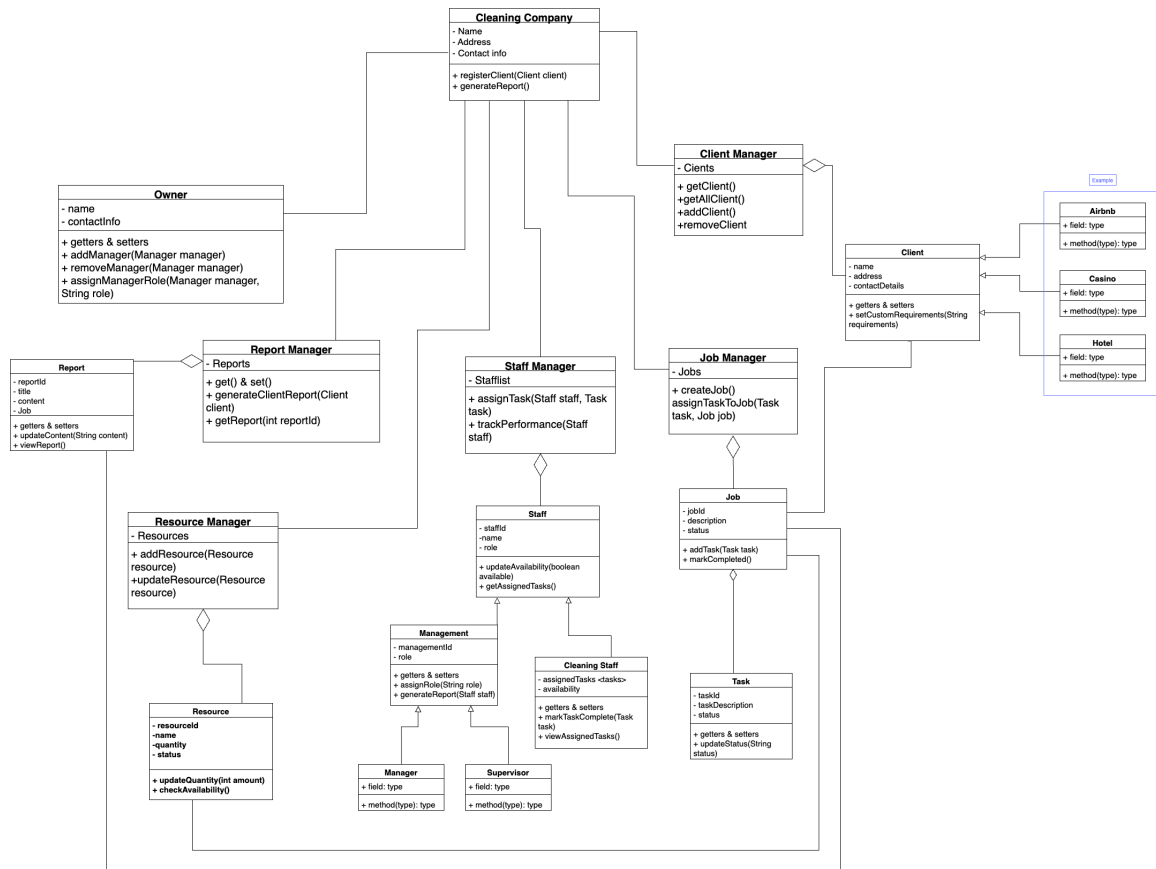 Cleaning Company
- Name
- Address
- Contact info
+ registerClient(Client client)
+ generateReport()
Client Manager
- Cients
+ getClient()
+getAllClient()
+addClient()
+removeClient
Example
Airbnb
+ field: type
+ method(type): type
Casino
+ field: type
+ method(type): type
Hotel
+ field: type
+ method(type): type
Client
- name
- address
- contactDetails
+ getters & setters
+ setCustomRequirements(String
requirements)
Owner
- name
- contactInfo
+ getters & setters
+ addManager(Manager manager)
+ removeManager(Manager manager)
+ assignManagerRole(Manager manager,
String role)
Report Manager
- Reports
+ get() & set()
+ generateClientReport(Client
client)
+ getReport(int reportId)
Report
- reportId
- title
- content
- Job
+ getters & setters
+ updateContent(String content)
+ viewReport()
Staff Manager
- Stafflist
+ assignTask(Staff staff, Task
task)
+ trackPerformance(Staff
staff)
Job Manager
- Jobs
+ createJob()
assignTaskToJob(Task
task, Job job)
Job
- jobId
- description
- status
+ addTask(Task task)
+ markCompleted()
Staff
- staffId
-name
- role
+ updateAvailability(boolean
available)
+ getAssignedTasks()
Resource Manager
- Resources
+ addResource(Resource
resource)
+updateResource(Resource
resource)
Management
- managementId
- role
+ getters & setters
+ assignRole(String role)
+ generateReport(Staff staff)
Cleaning Staff
- assignedTasks <tasks>
- availability
+ getters & setters
+ markTaskComplete(Task
task)
+ viewAssignedTasks()
Task
- taskId
- taskDescription
- status
+ getters & setters
+ updateStatus(String
status)
Resource
- resourceId
-name
-quantity
- status
+ updateQuantity(int amount)
+ checkAvailability()
Manager
+ field: type
+ method(type): type
Supervisor
+ field: type
+ method(type): type